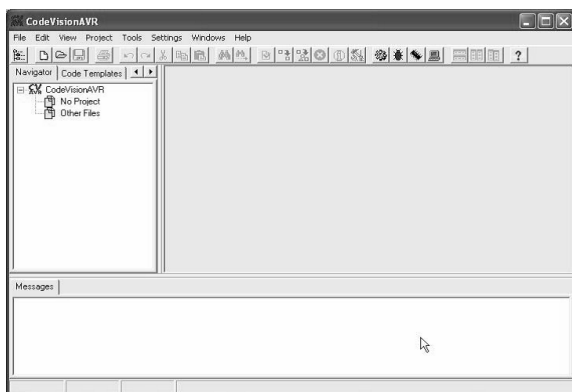 CodeVisionAVR
File Edit View Project Tools Settings Windows Help
Navigator Code Templates
CodeVisionAVR
No Project
Other Files
Messages